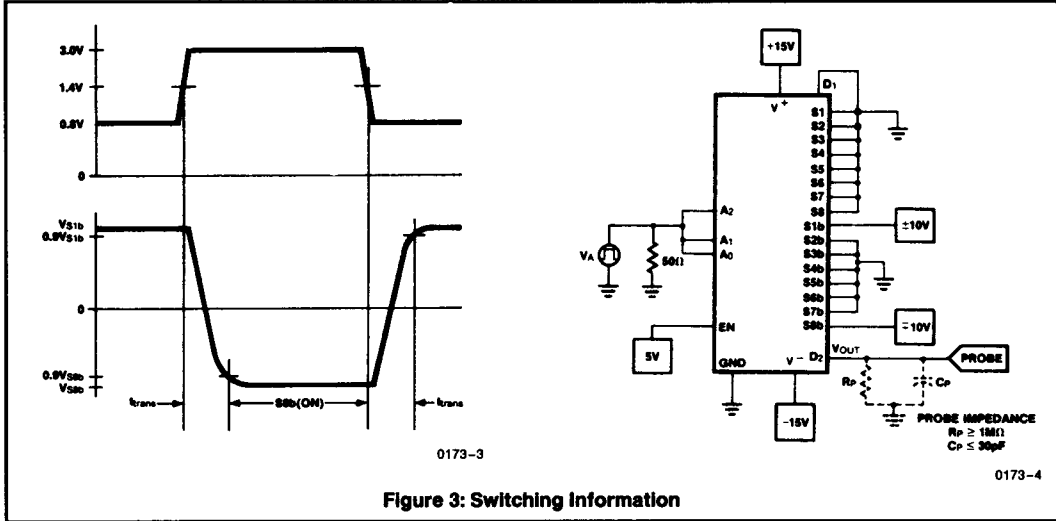 3.0V
1.4V
0.8V
0
VS1b
0.9VS1b
0
0.9VS8b
VS8b
ttrans
S8b(ON)
ttrans
0173-3
+15V
V+
D1
S1
S2
S3
S4
S5
S6
S7
S8
S1b
±10V
S2b
S3b
S4b
S5b
S6b
S7b
S8b
∓10V
A2
A1
A0
VA
50Ω
EN
5V
GND
V−
D2
VOUT
PROBE
RP
CP
−15V
PROBE IMPEDANCE
RP ≥ 1MΩ
CP ≤ 30pF
0173-4
Figure 3: Switching Information